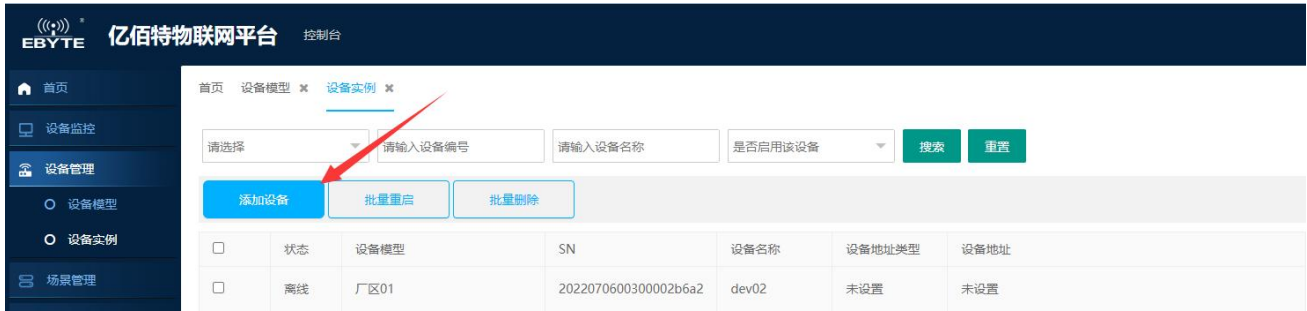 EBYTE ® 亿佰特物联网平台 控制台
首页
设备监控
设备管理
设备模型
设备实例
场景管理
首页 设备模型 ✖ 设备实例 ✖
请选择 请输入设备编号 请输入设备名称 是否启用该设备 搜索 重置
添加设备 批量重启 批量删除
状态 设备模型 SN 设备名称 设备地址类型 设备地址
离线 厂区01 2022070600300002b6a2 dev02 未设置 未设置